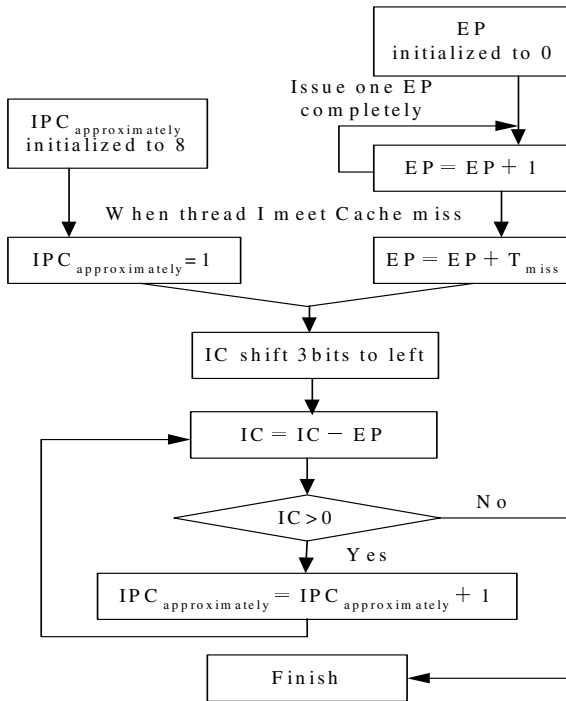 EP
initialized to 0
Issue one EP
completely
IPC approximately
initialized to 8
EP = EP + 1
When thread I meet Cache miss
IPC approximately = 1
EP = EP + T miss
IC shift 3bits to left
IC = IC − EP
IC>0
No
Yes
IPC approximately = IPC approximately + 1
Finish